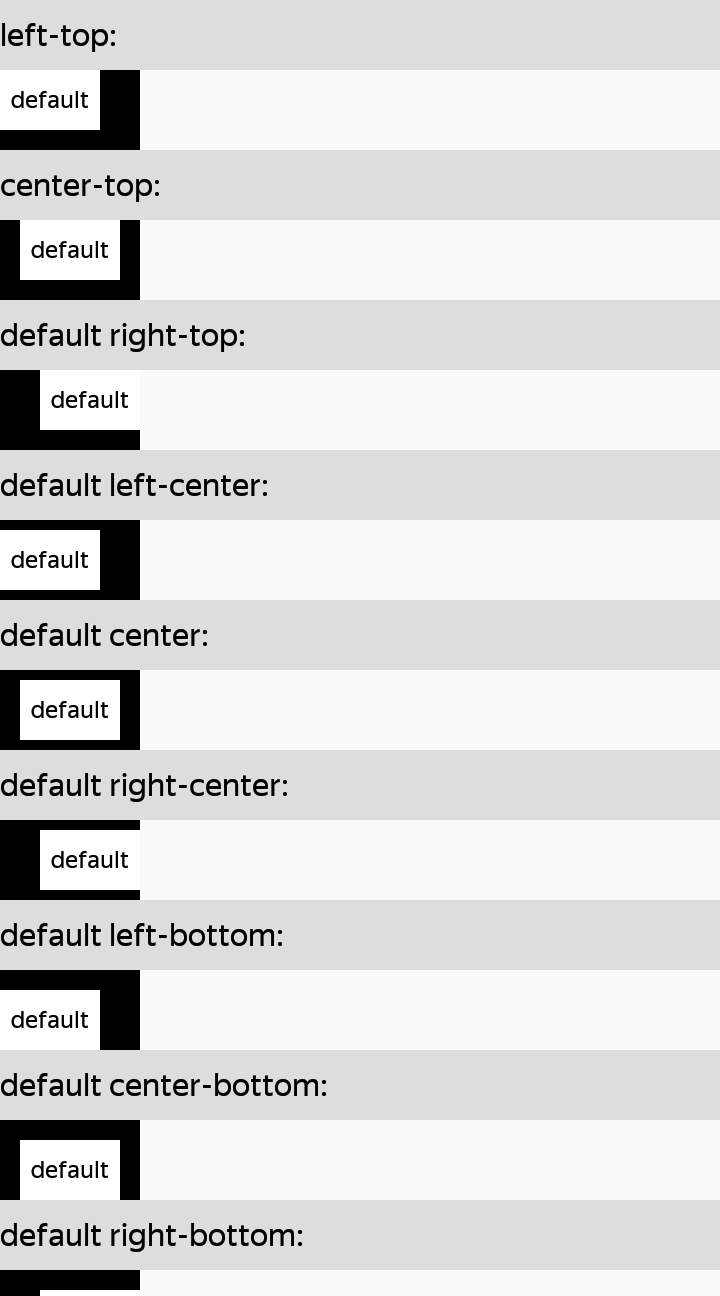 left-top:
default
center-top:
default
default right-top:
default
default left-center:
default
default center:
default
default right-center:
default
default left-bottom:
default
default center-bottom:
default
default right-bottom: